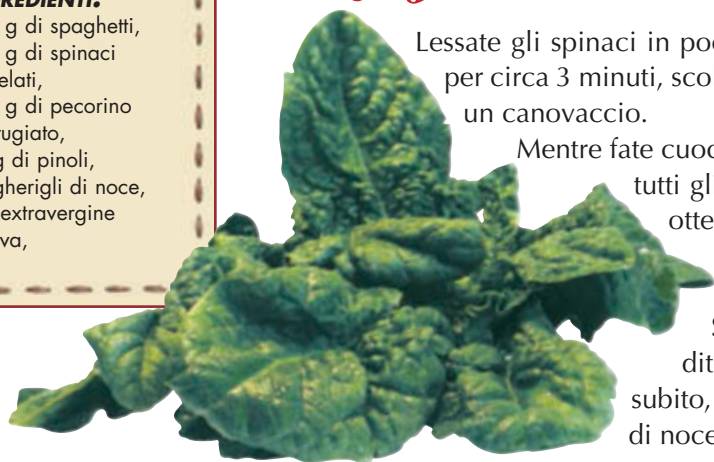 REDIENTI:
g di spaghetti,
g di spinaci
elati,
g di pecorino
ugiato,
g di pinoli,
gherigli di noce,
extravergine
va,
Lessate gli spinaci in poc
per circa 3 minuti, sco
un canovaccio.
Mentre fate cuoc
tutti gl
otte
S
dit
subito,
di noce